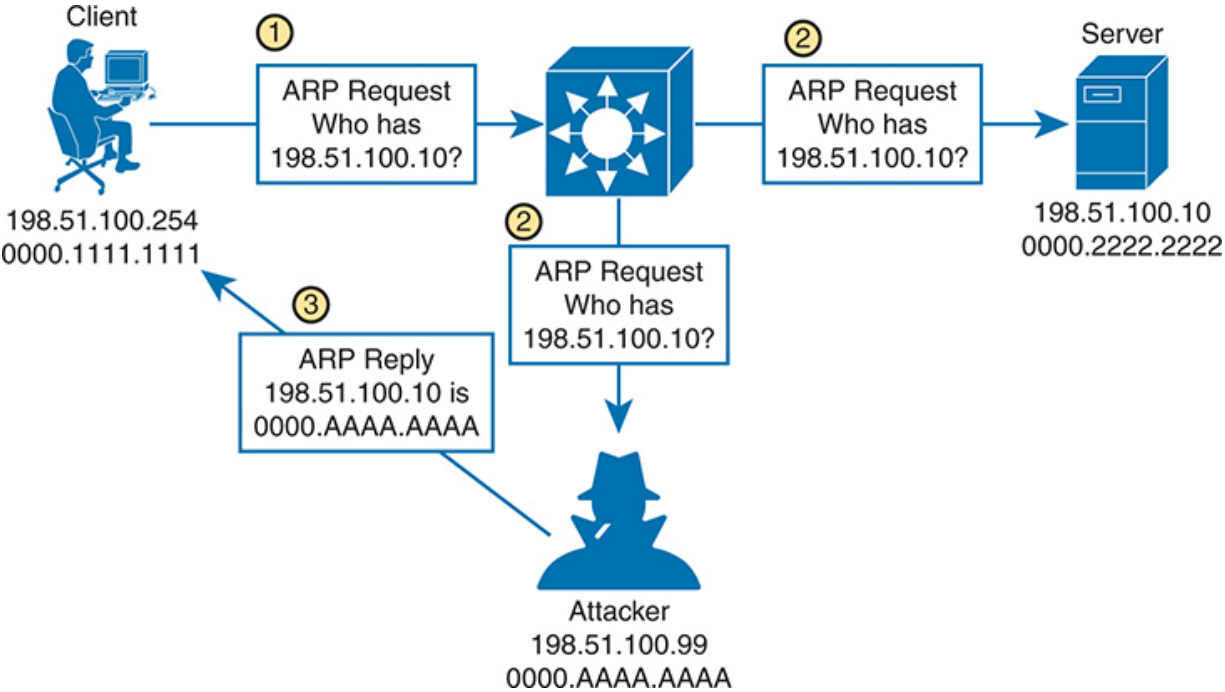 Client
1
ARP Request
Who has
198.51.100.10?
2
ARP Request
Who has
198.51.100.10?
Server
198.51.100.254
0000.1111.1111
198.51.100.10
0000.2222.2222
2
ARP Request
Who has
198.51.100.10?
3
ARP Reply
198.51.100.10 is
0000.AAAA.AAAA
Attacker
198.51.100.99
0000.AAAA.AAAA